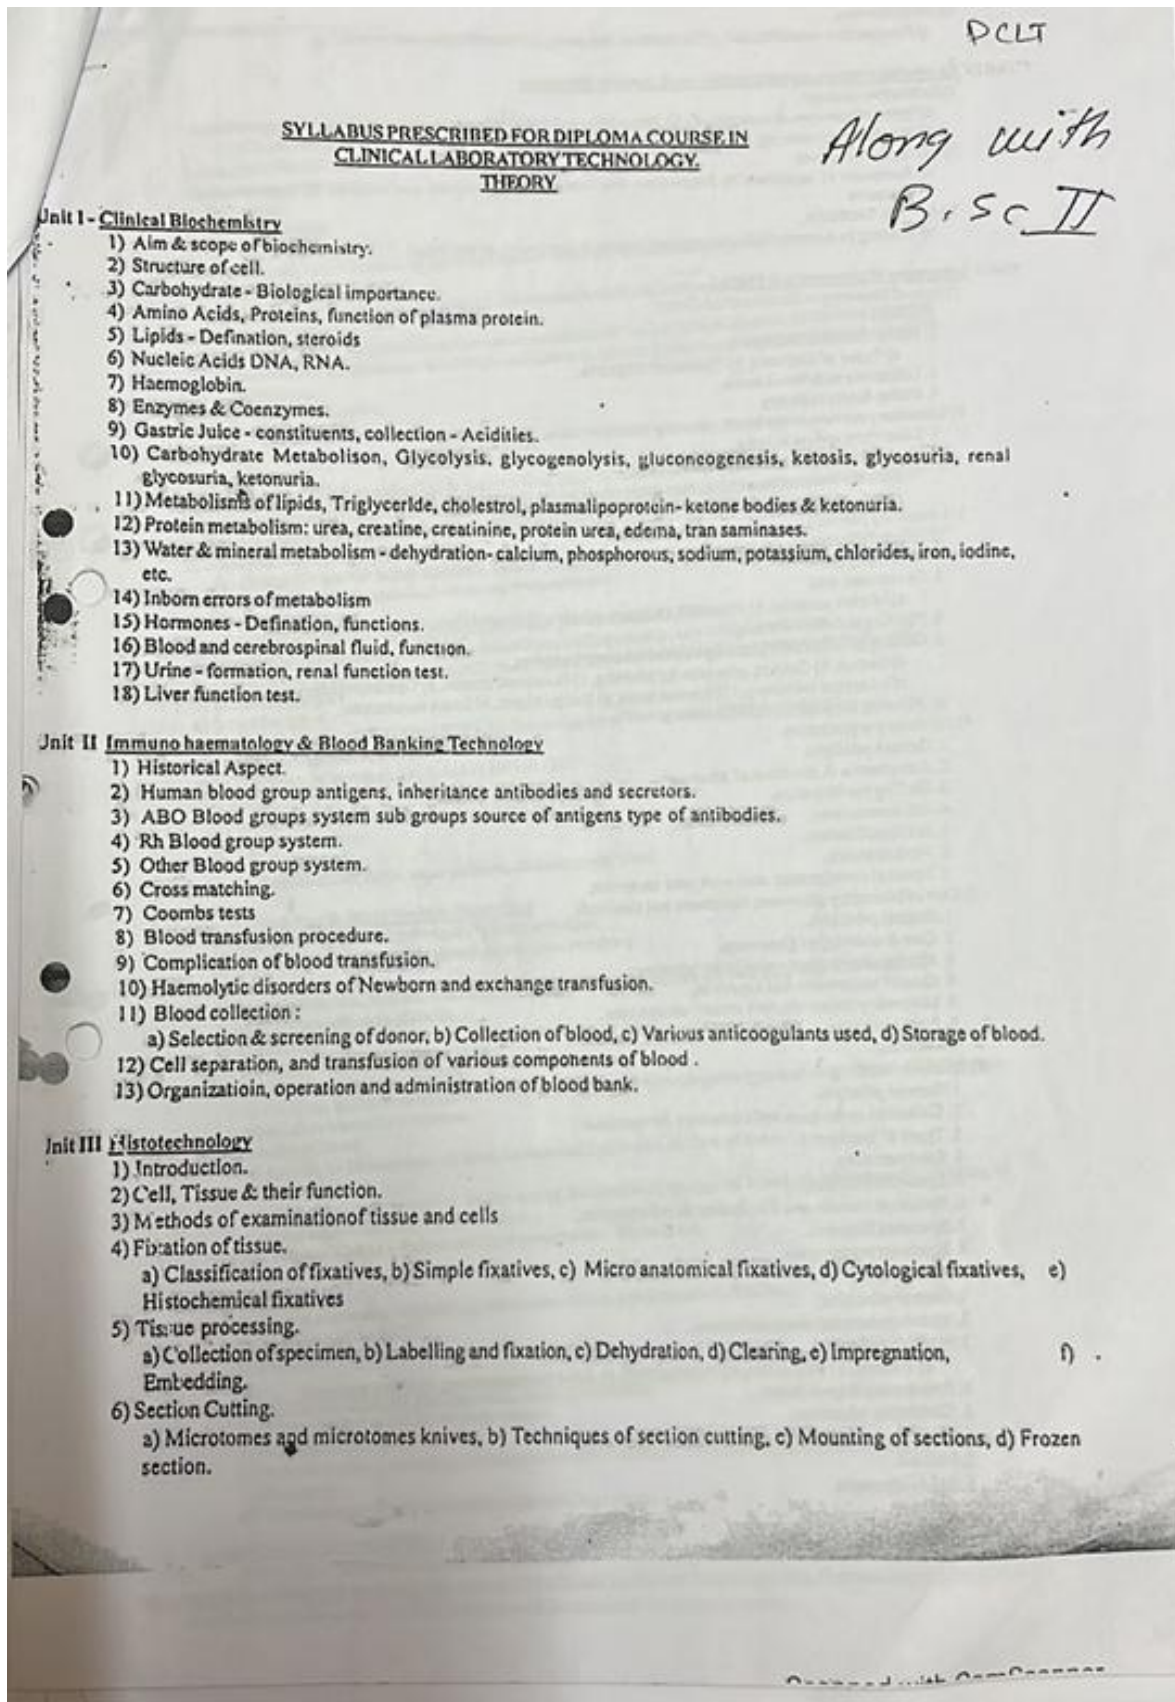 DCLT
Along with
B.Sc II
SYLLABUS PRESCRIBED FOR DIPLOMA COURSE IN
CLINICAL LABORATORY TECHNOLOGY.
THEORY
Unit I - Clinical Biochemistry
1) Aim & scope of biochemistry.
2) Structure of cell.
3) Carbohydrate - Biological importance.
4) Amino Acids, Proteins, function of plasma protein.
5) Lipids - Defination, steroids
6) Nucleic Acids DNA, RNA.
7) Haemoglobin.
8) Enzymes & Coenzymes.
9) Gastric Juice - constituents, collection - Acidities.
10) Carbohydrate Metabolison, Glycolysis, glycogenolysis, gluconeogenesis, ketosis, glycosuria, renal
glycosuria, ketonuria.
11) Metabolisms of lipids, Triglyceride, cholestrol, plasmalipoprotein- ketone bodies & ketonuria.
12) Protein metabolism: urea, creatine, creatinine, protein urea, edema, tran saminases.
13) Water & mineral metabolism - dehydration- calcium, phosphorous, sodium, potassium, chlorides, iron, iodine,
etc.
14) Inborn errors of metabolism
15) Hormones - Defination, functions.
16) Blood and cerebrospinal fluid, function.
17) Urine - formation, renal function test.
18) Liver function test.
Unit II Immuno haematology & Blood Banking Technology
1) Historical Aspect.
2) Human blood group antigens, inheritance antibodies and secretors.
3) ABO Blood groups system sub groups source of antigens type of antibodies.
4) Rh Blood group system.
5) Other Blood group system.
6) Cross matching.
7) Coombs tests
8) Blood transfusion procedure.
9) Complication of blood transfusion.
10) Haemolytic disorders of Newborn and exchange transfusion.
11) Blood collection :
a) Selection & screening of donor, b) Collection of blood, c) Various anticoogulants used, d) Storage of blood.
12) Cell separation, and transfusion of various components of blood .
13) Organizatioin, operation and administration of blood bank.
Unit III Histotechnology
1) Introduction.
2) Cell, Tissue & their function.
3) Methods of examinationof tissue and cells
4) Fixation of tissue.
a) Classification of fixatives, b) Simple fixatives, c) Micro anatomical fixatives, d) Cytological fixatives, e)
Histochemical fixatives
5) Tissue processing.
a) Collection of specimen, b) Labelling and fixation, c) Dehydration, d) Clearing, e) Impregnation, f)
Embedding.
6) Section Cutting.
a) Microtomes and microtomes knives, b) Techniques of section cutting, c) Mounting of sections, d) Frozen
section.